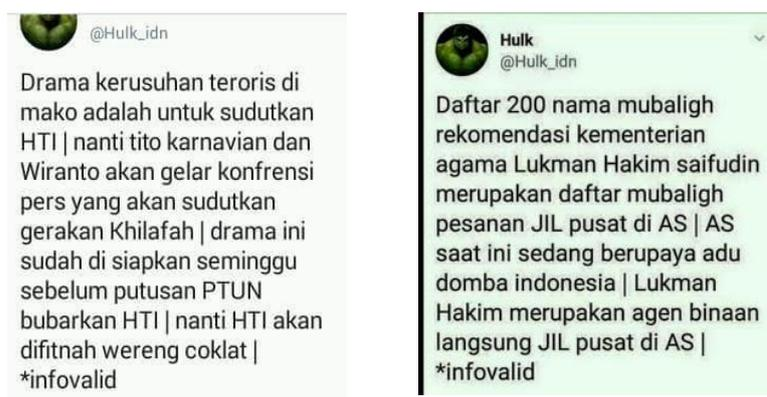 @Hulk_idn
Drama kerusuhan teroris di
mako adalah untuk sudutkan
HTI | nanti tito karnavian dan
Wiranto akan gelar konfrensi
pers yang akan sudutkan
gerakan Khilafah | drama ini
sudah di siapkan seminggu
sebelum putusan PTUN
bubarkan HTI | nanti HTI akan
difitnah wereng coklat |
*infovalid
Hulk
@Hulk_idn
Daftar 200 nama mubaligh
rekomendasi kementerian
agama Lukman Hakim saifudin
merupakan daftar mubaligh
pesanan JIL pusat di AS | AS
saat ini sedang berupaya adu
domba indonesia | Lukman
Hakim merupakan agen binaan
langsung JIL pusat di AS |
*infovalid